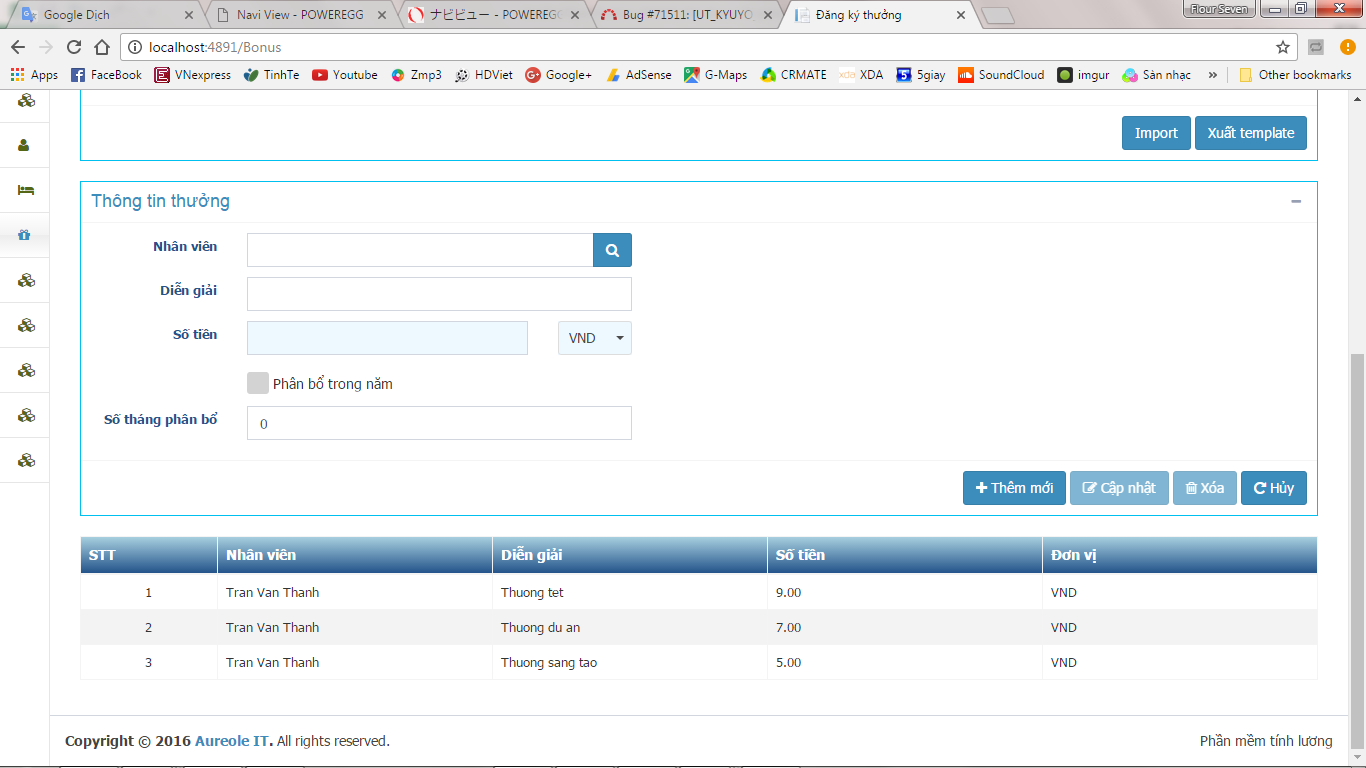 Google Dịch
Navi View - POWEREGG
ナビビュー - POWEREGG
Bug #71511: [UT_KYUYO
Đăng ký thưởng
Flour Seven
localhost:4891/Bonus
Apps FaceBook VNexpress TinhTe Youtube Zmp3 HDViet Google+ AdSense G-Maps CRMATE XDA 5giay SoundCloud imgur Sàn nhạc » Other bookmarks
Import Xuất template
Thông tin thưởng
Nhân viên
Diễn giải
Số tiền VND
Phân bổ trong năm
Số tháng phân bổ 0
Thêm mới Cập nhật Xóa Hủy
STT Nhân viên Diễn giải Số tiền Đơn vị
1 Tran Van Thanh Thuong tet 9.00 VND
2 Tran Van Thanh Thuong du an 7.00 VND
3 Tran Van Thanh Thuong sang tao 5.00 VND
Copyright © 2016 Aureole IT. All rights reserved. Phần mềm tính lương